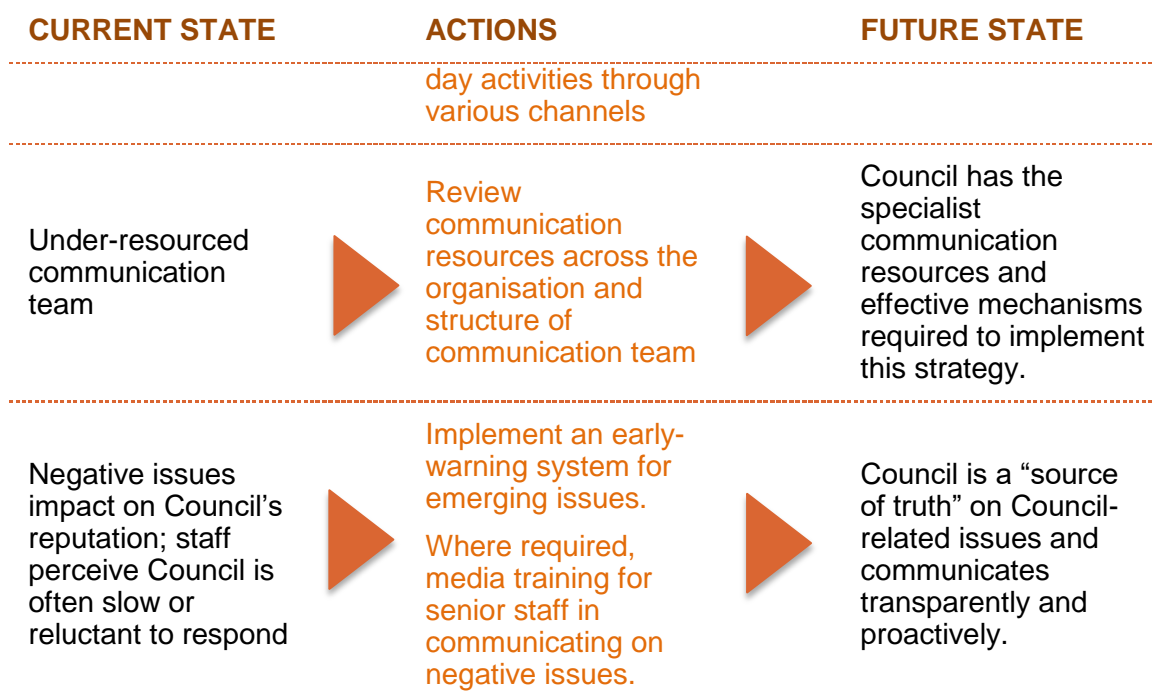 CURRENT STATE
ACTIONS
FUTURE STATE
day activities through
various channels
Under-resourced
communication
team
Review
communication
resources across the
organisation and
structure of
communication team
Council has the
specialist
communication
resources and
effective mechanisms
required to implement
this strategy.
Negative issues
impact on Council’s
reputation; staff
perceive Council is
often slow or
reluctant to respond
Implement an early-
warning system for
emerging issues.
Where required,
media training for
senior staff in
communicating on
negative issues.
Council is a “source
of truth” on Council-
related issues and
communicates
transparently and
proactively.